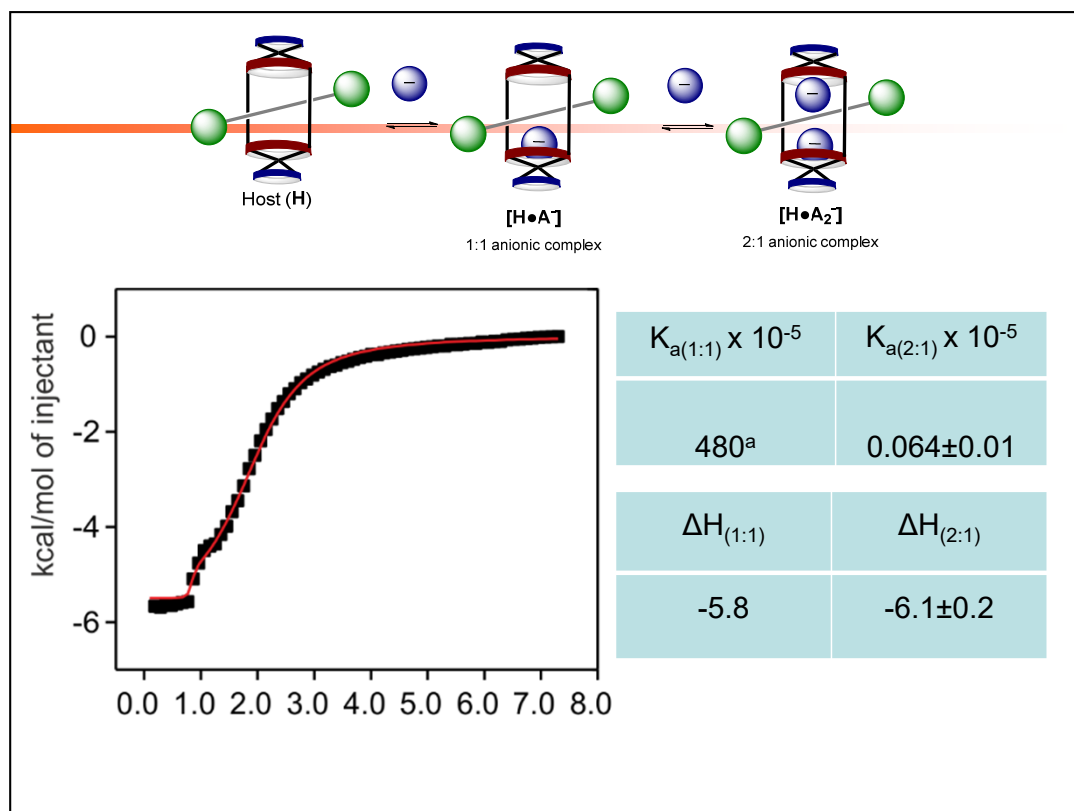 − − − − −
Host (H)
[H●A⁻]
1:1 anionic complex
[H●A₂⁻]
2:1 anionic complex
kcal/mol of injectant
0
-2
-4
-6
0.0 1.0 2.0 3.0 4.0 5.0 6.0 7.0 8.0
Kₐ₍₁:₁₎ x 10⁻⁵ Kₐ₍₂:₁₎ x 10⁻⁵
480ᵃ 0.064±0.01
ΔH₍₁:₁₎ ΔH₍₂:₁₎
-5.8 -6.1±0.2